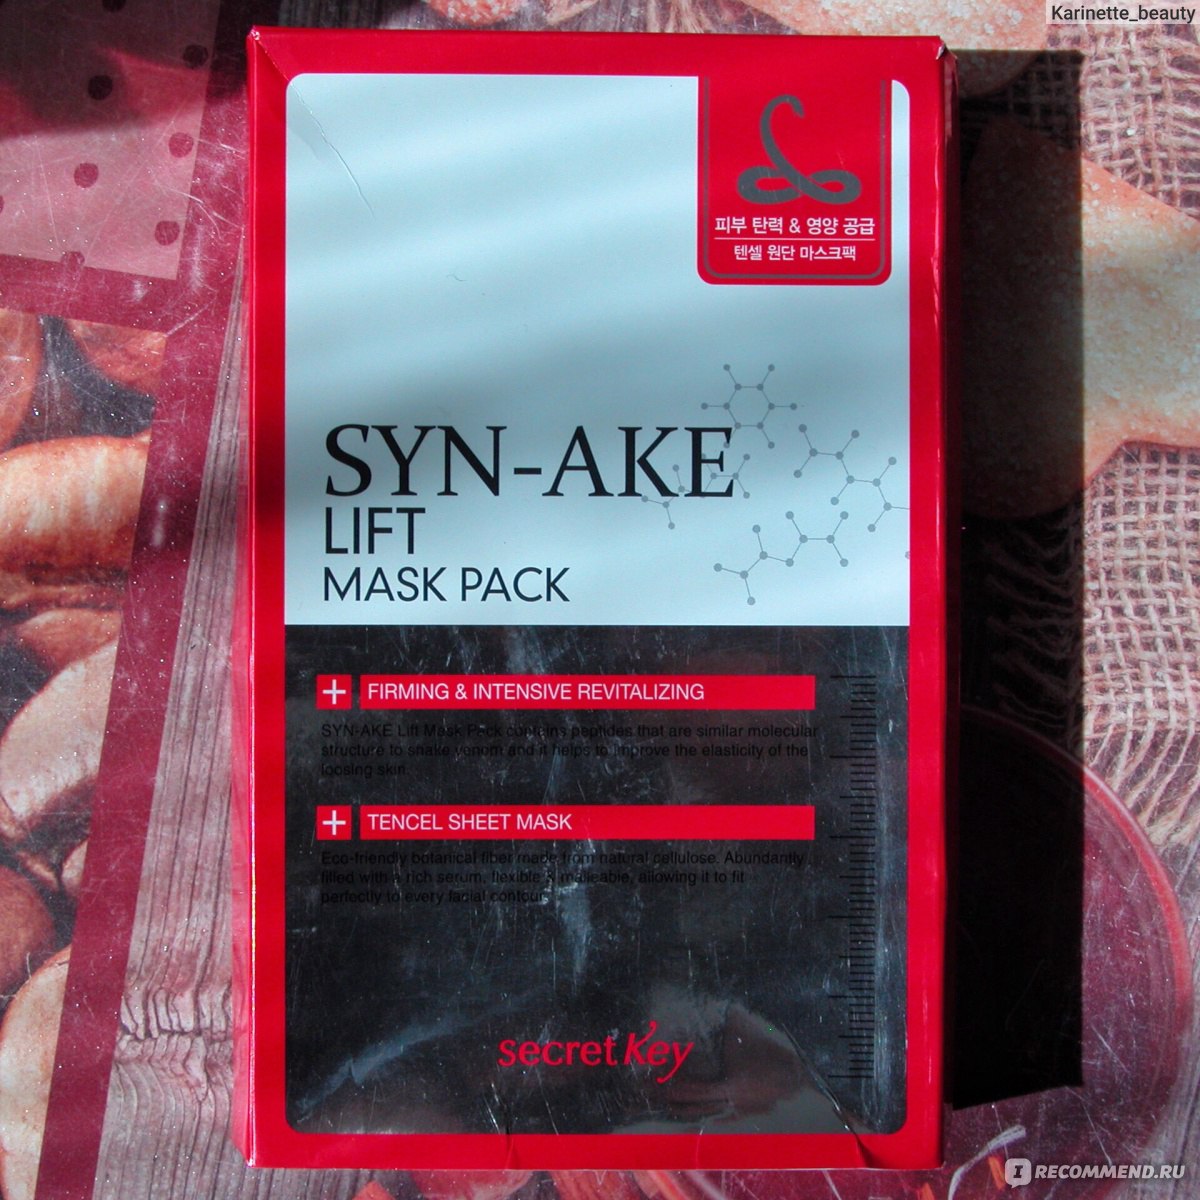 Karinette_beauty
피부 탄력 & 영양 공급
텐셀 원단 마스크팩
SYN-AKE
LIFT
MASK PACK
FIRMING & INTENSIVE REVITALIZING
SYN-AKE Lift Mask Pack contains peptides that are similar molecular
structure to snake venom and it helps to improve the elasticity of the
loosing skin.
TENCEL SHEET MASK
Eco-friendly botanical fiber made from natural cellulose. Abundantly
filled with a rich serum, flexible & malleable, allowing it to fit
perfectly to every facial contour.
secret Key
IRECOMMEND.RU